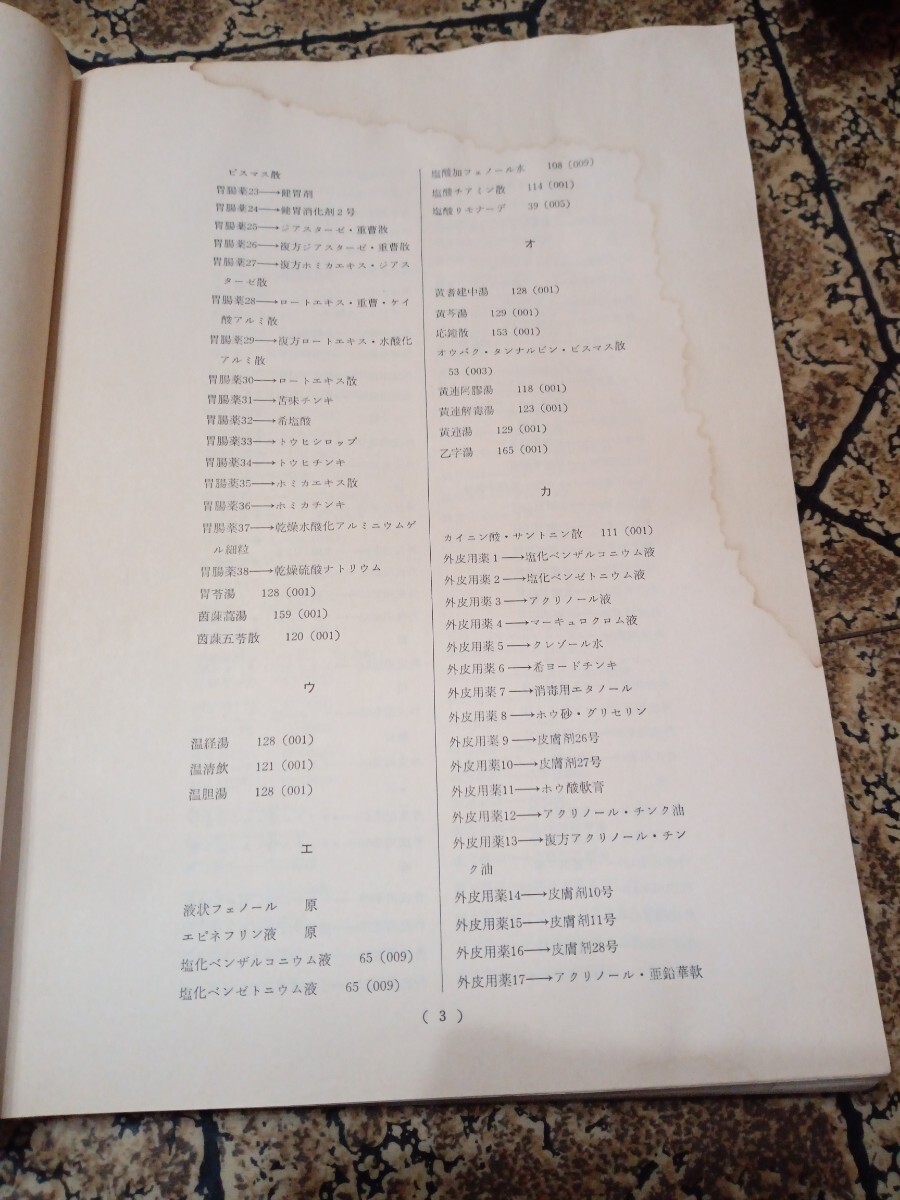 ビスマス散
胃腸薬23→健胃剤
胃腸薬24→健胃消化剤2号
胃腸薬25→ジアスターゼ・重曹散
胃腸薬26→復方ジアスターゼ・重曹散
胃腸薬27→復方ホミカエキス・ジアス
ターゼ散
胃腸薬28→ロートエキス・重曹・ケイ
酸アルミ散
胃腸薬29→復方ロートエキス・水酸化
アルミ散
胃腸薬30→ロートエキス散
胃腸薬31→苦味チンキ
胃腸薬32→希塩酸
胃腸薬33→トウヒシロップ
胃腸薬34→トウヒチンキ
胃腸薬35→ホミカエキス散
胃腸薬36→ホミカチンキ
胃腸薬37→乾燥水酸化アルミニウムゲ
ル細粒
胃腸薬38→乾燥硫酸ナトリウム
胃苓湯 128(001)
茵蔯蒿湯 159(001)
茵蔯五苓散 120(001)
ウ
温経湯 128(001)
温清飲 121(001)
温胆湯 128(001)
エ
液状フェノール 原
エピネフリン液 原
塩化ベンザルコニウム液 65(009)
塩化ベンゼトニウム液 65(009)
塩酸加フェノール水 108(009)
塩酸チアミン散 114(001)
塩酸リモナーデ 39(005)
オ
黄耆建中湯 128(001)
黄芩湯 129(001)
応鐘散 153(001)
オウバク・タンナルビン・ビスマス散
53(003)
黄連阿膠湯 118(001)
黄連解毒湯 123(001)
黄連湯 129(001)
乙字湯 165(001)
カ
カイニン酸・サントニン散 111(001)
外皮用薬1→塩化ベンザルコニウム液
外皮用薬2→塩化ベンゼトニウム液
外皮用薬3→アクリノール液
外皮用薬4→マーキュロクロム液
外皮用薬5→クレゾール水
外皮用薬6→希ヨードチンキ
外皮用薬7→消毒用エタノール
外皮用薬8→ホウ砂・グリセリン
外皮用薬9→皮膚剤26号
外皮用薬10→皮膚剤27号
外皮用薬11→ホウ酸軟膏
外皮用薬12→アクリノール・チンク油
外皮用薬13→復方アクリノール・チン
ク油
外皮用薬14→皮膚剤10号
外皮用薬15→皮膚剤11号
外皮用薬16→皮膚剤28号
外皮用薬17→アクリノール・亜鉛華軟
(3)